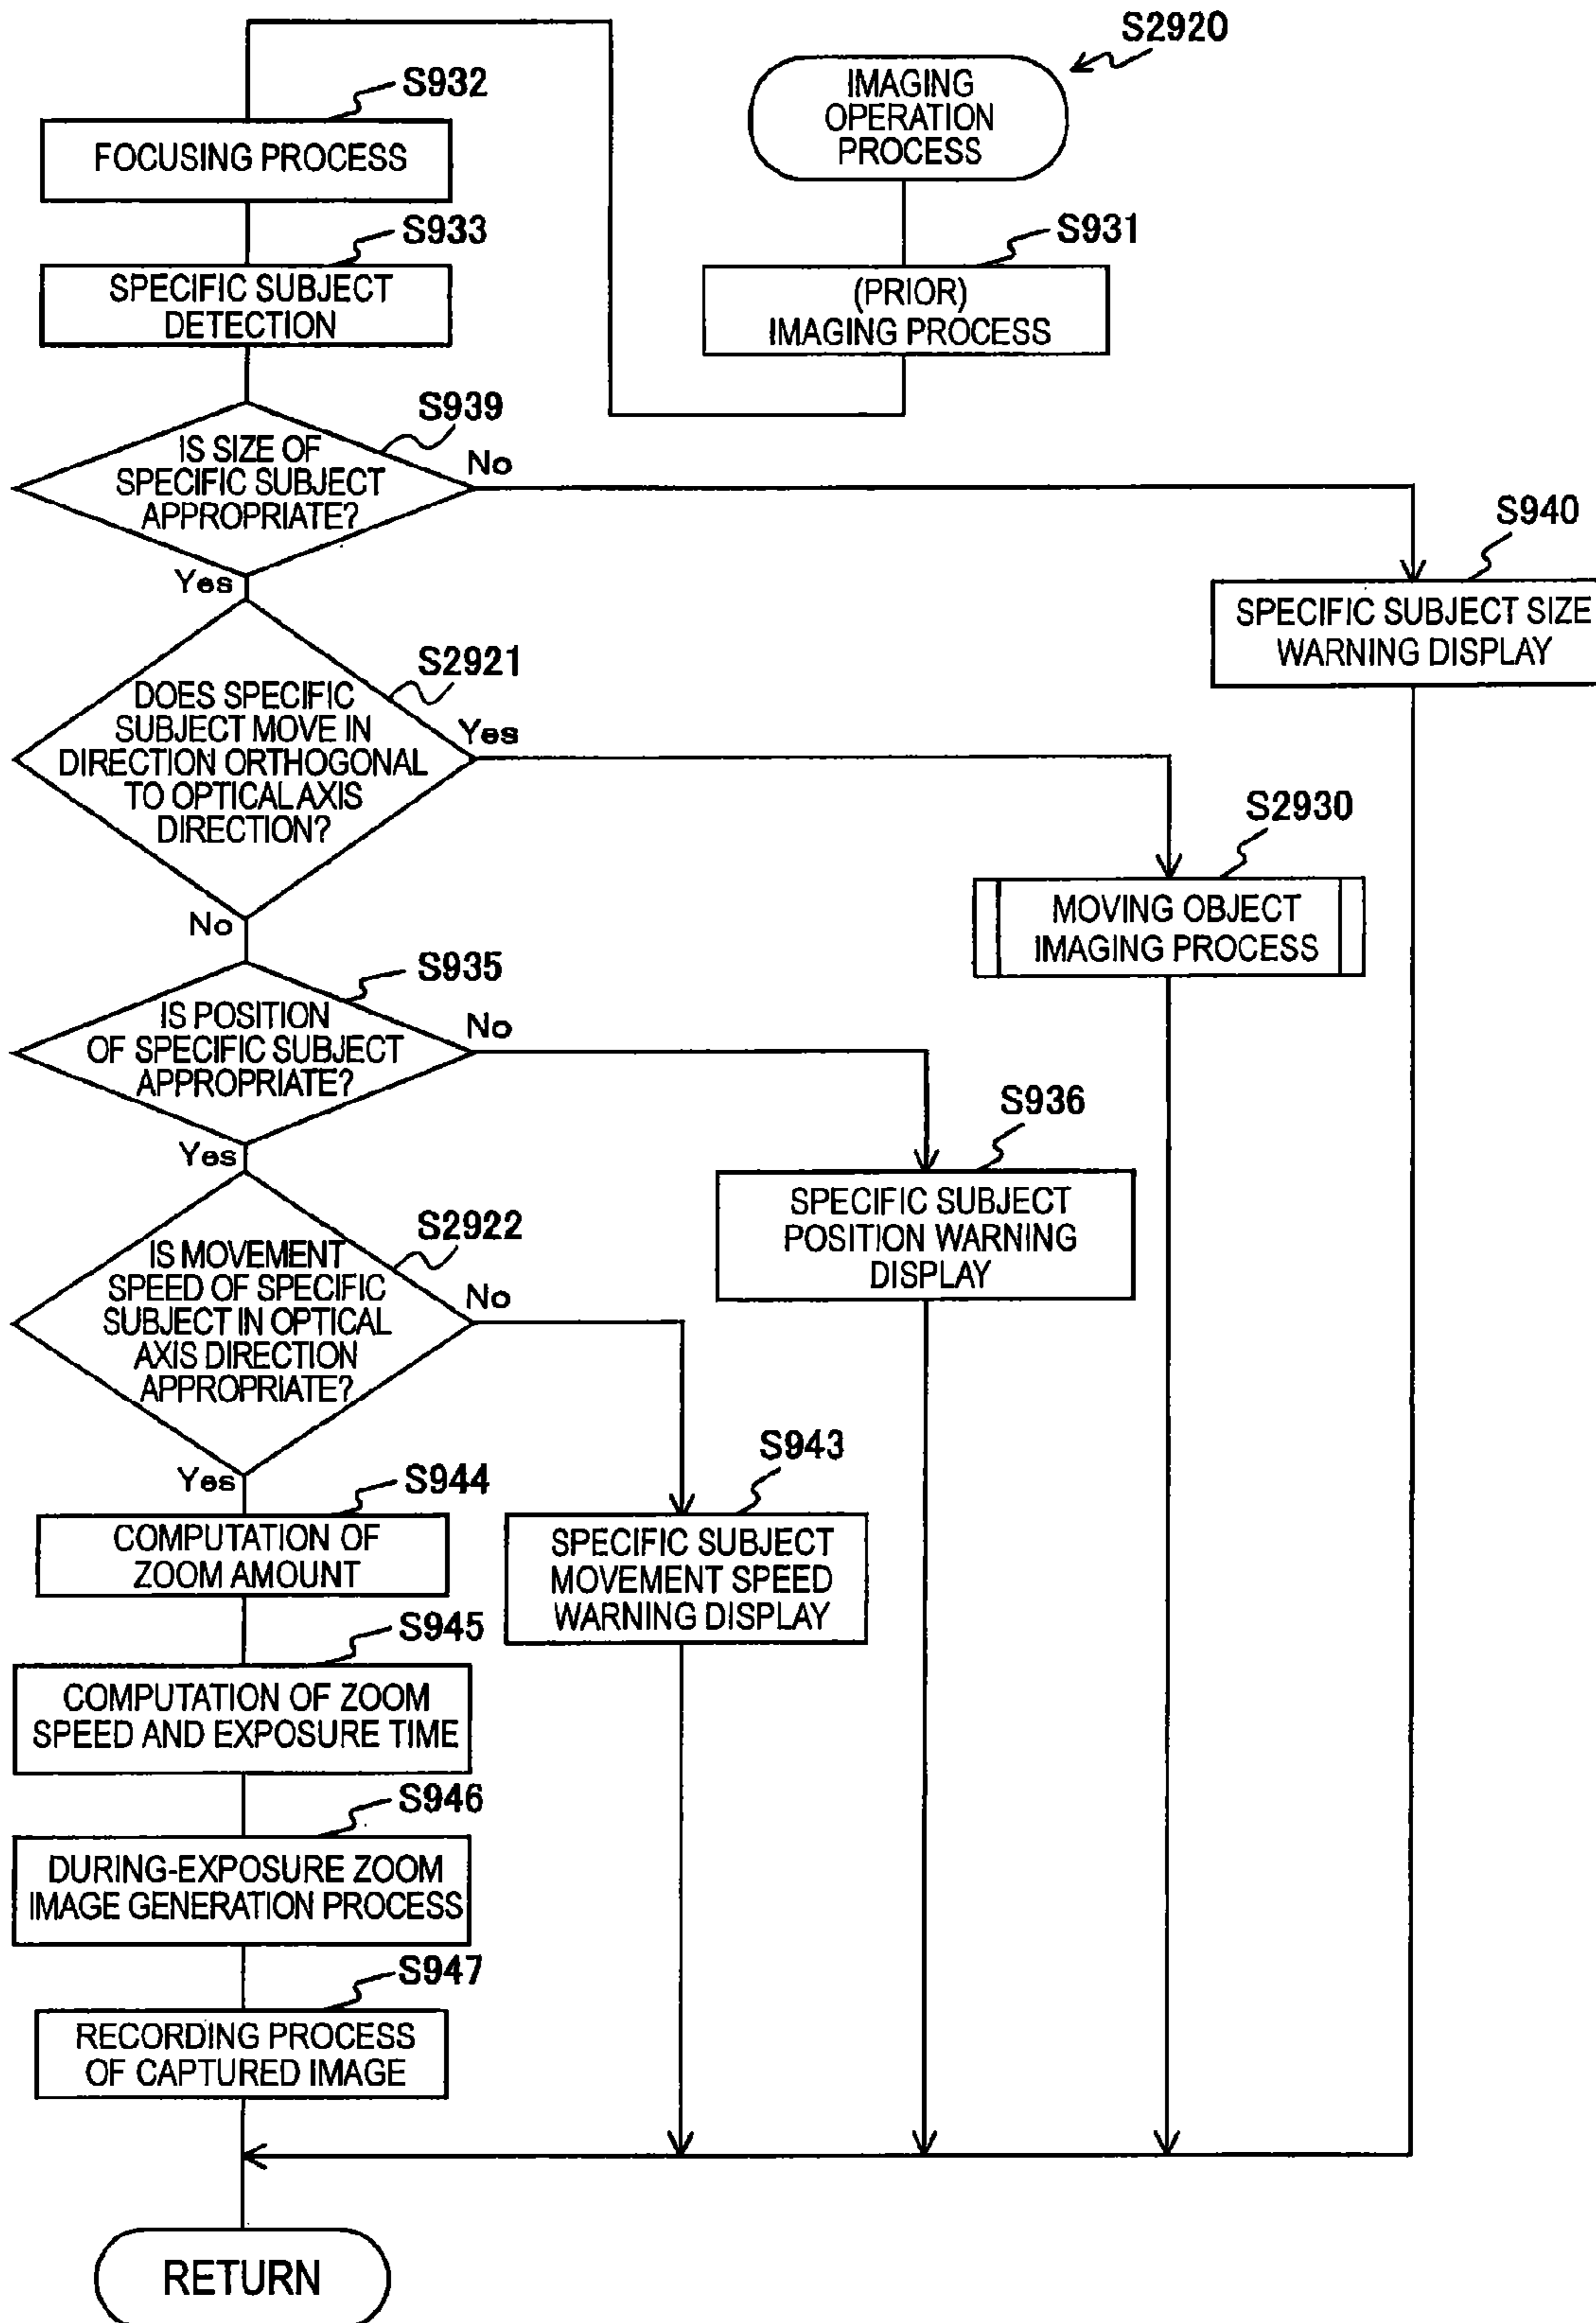 S2920
IMAGING
OPERATION
PROCESS
S931
(PRIOR)
IMAGING PROCESS
S932
FOCUSING PROCESS
S933
SPECIFIC SUBJECT
DETECTION
S939
IS SIZE OF
SPECIFIC SUBJECT
APPROPRIATE?
No
Yes
S940
SPECIFIC SUBJECT SIZE
WARNING DISPLAY
S2921
DOES SPECIFIC
SUBJECT MOVE IN
DIRECTION ORTHOGONAL
TO OPTICAL AXIS
DIRECTION?
Yes
No
S2930
MOVING OBJECT
IMAGING PROCESS
S935
IS POSITION
OF SPECIFIC SUBJECT
APPROPRIATE?
No
Yes
S936
SPECIFIC SUBJECT
POSITION WARNING
DISPLAY
S2922
IS MOVEMENT
SPEED OF SPECIFIC
SUBJECT IN OPTICAL
AXIS DIRECTION
APPROPRIATE?
No
Yes
S943
SPECIFIC SUBJECT
MOVEMENT SPEED
WARNING DISPLAY
S944
COMPUTATION OF
ZOOM AMOUNT
S945
COMPUTATION OF ZOOM
SPEED AND EXPOSURE TIME
S946
DURING-EXPOSURE ZOOM
IMAGE GENERATION PROCESS
S947
RECORDING PROCESS
OF CAPTURED IMAGE
RETURN